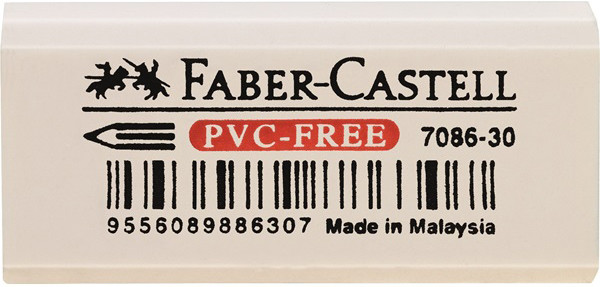 FABER-CASTELL
PVC-FREE 7086-30
9556089886307 Made in Malaysia